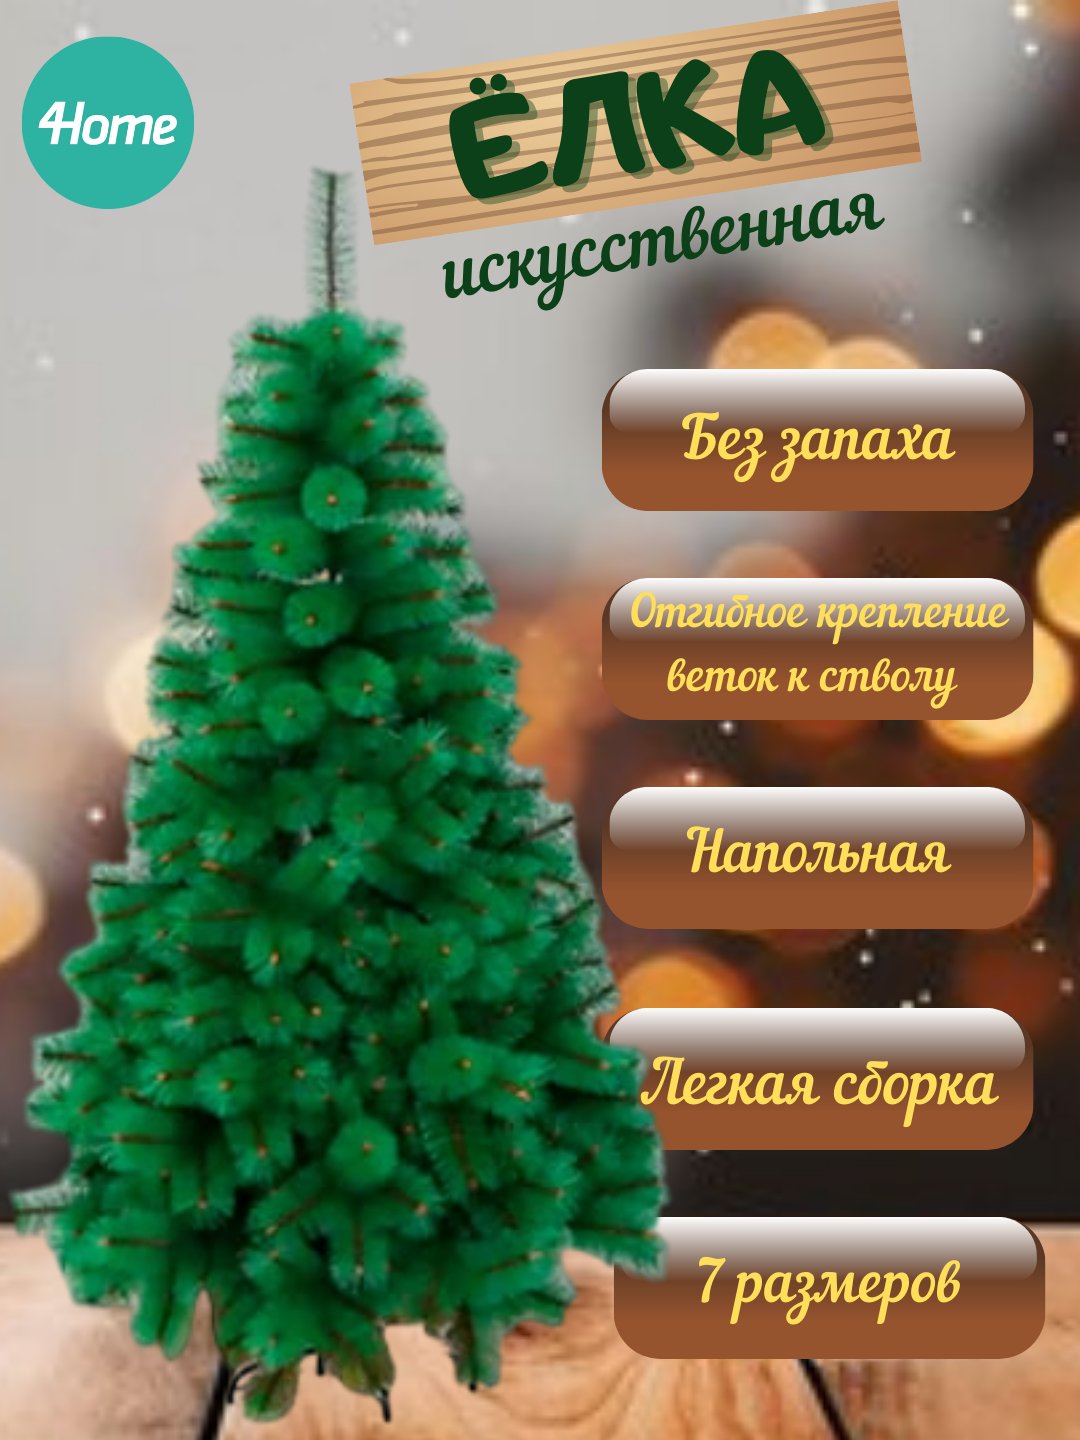 4Home
ЁЛКА
искусственная
Без запаха
Отгибное крепление
веток к стволу
Напольная
Легкая сборка
7 размеров